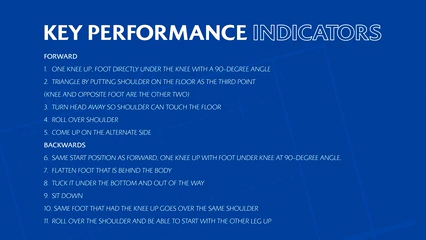 KEY PERFORMANCE INDICATORS
FORWARD
1. ONE KNEE UP, FOOT DIRECTLY UNDER THE KNEE WITH A 90-DEGREE ANGLE
2. TRIANGLE BY PUTTING SHOULDER ON THE FLOOR AS THE THIRD POINT
(KNEE AND OPPOSITE FOOT ARE THE OTHER TWO)
3. TURN HEAD AWAY SO SHOULDER CAN TOUCH THE FLOOR
4. ROLL OVER SHOULDER
5. COME UP ON THE ALTERNATE SIDE
BACKWARDS
6. SAME START POSITION AS FORWARD, ONE KNEE UP WITH FOOT UNDER KNEE AT 90-DEGREE ANGLE.
7. FLATTEN FOOT THAT IS BEHIND THE BODY
8. TUCK IT UNDER THE BOTTOM AND OUT OF THE WAY
9. SIT DOWN
10. SAME FOOT THAT HAD THE KNEE UP GOES OVER THE SAME SHOULDER
11. ROLL OVER THE SHOULDER AND BE ABLE TO START WITH THE OTHER LEG UP